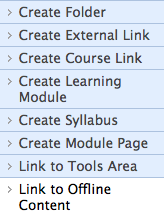 Create Folder
Create External Link
Create Course Link
Create Learning
Module
Create Syllabus
Create Module Page
Link to Tools Area
Link to Offline
Content